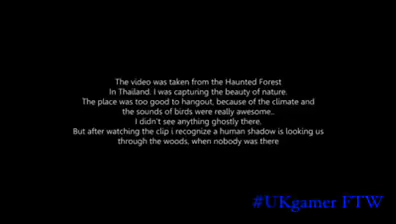 The video was taken from the Haunted Forest
In Thailand. I was capturing the beauty of nature.
The place was too good to hangout, because of the climate and
the sounds of birds were really awesome..
I didn't see anything ghostly there.
But after watching the clip i recognize a human shadow is looking us
through the woods, when nobody was there
#UKgamer FTW